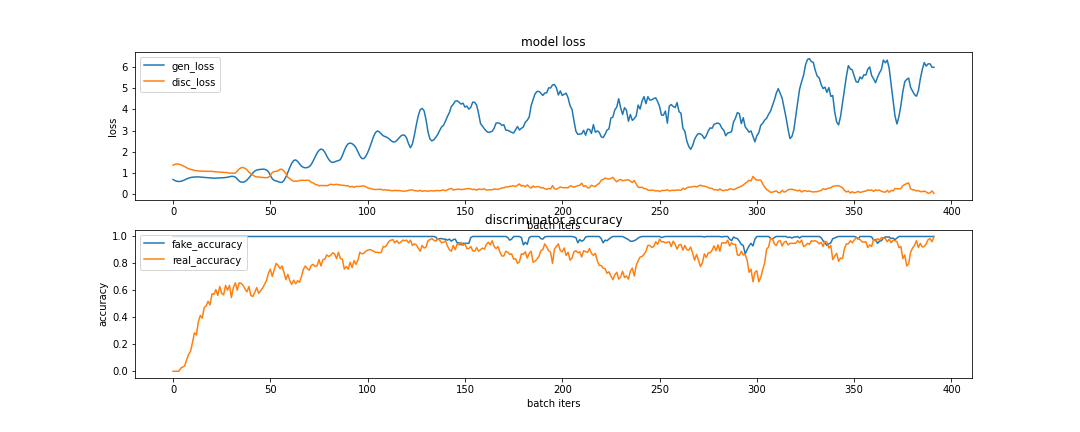 model loss
gen_loss
disc_loss
loss
6
5
4
3
2
1
0
0 50 100 150 200 250 300 350 400
batch iters
discriminator accuracy
fake_accuracy
real_accuracy
accuracy
1.0
0.8
0.6
0.4
0.2
0.0
0 50 100 150 200 250 300 350 400
batch iters